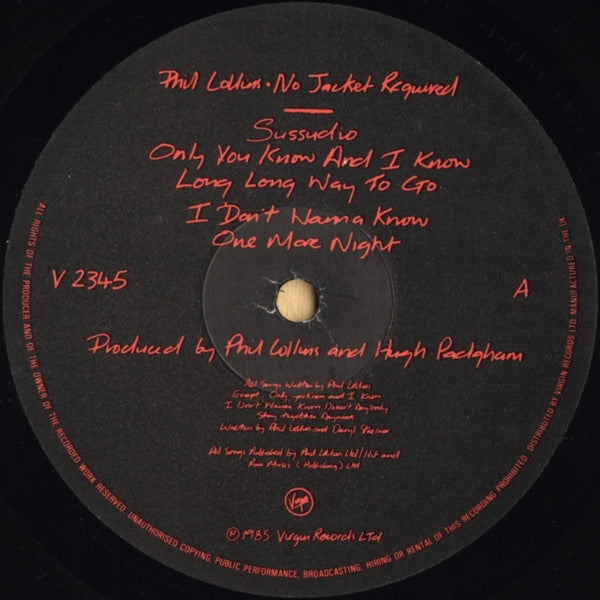 Phil Collins • No Jacket Required
Sussudio
Only You Know And I Know
Long Long Way To Go
I Don't Wanna Know
One More Night
V 2345
A
Produced by Phil Collins and Hugh Padgham
All Songs Written by Phil Collins
Except Only you Know and I Know
I Don't Wanna Know Doesn't Anybody
Stay together Anymore
Written by Phil Collins and Daryl Stuermer
All Songs Published by Phil Collins Ltd/Hit and
Run Music (Publishing) Ltd
Virgin
℗ 1985 Virgin Records Ltd
ALL RIGHTS OF THE PRODUCER AND OF THE OWNER OF THE RECORDED WORK RESERVED. UNAUTHORISED COPYING, PUBLIC PERFORMANCE, BROADCASTING, HIRING OR RENTAL OF THIS RECORDING PROHIBITED. DISTRIBUTED BY VIRGIN RECORDS LTD. MANUFACTURED IN THE UK